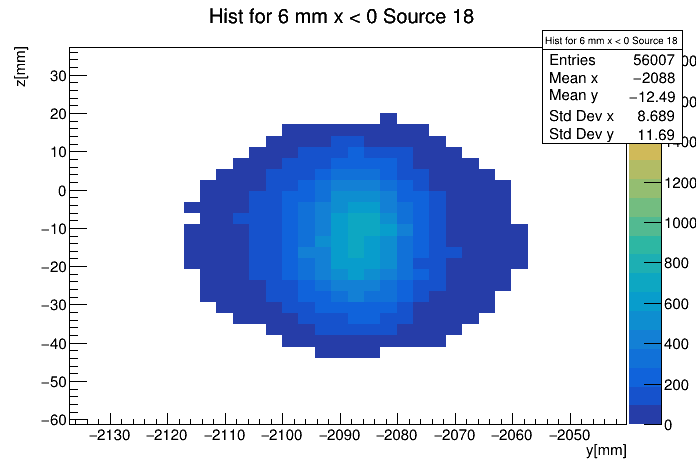 Hist for 6 mm x < 0 Source 18
z[mm]
Hist for 6 mm x < 0 Source 18
Entries 56007
Mean x −2088
Mean y −12.49
Std Dev x 8.689
Std Dev y 11.69
30
20
10
0
−10
−20
−30
−40
−50
−60
1200
1000
800
600
400
200
0
−2130 −2120 −2110 −2100 −2090 −2080 −2070 −2060 −2050
y[mm]